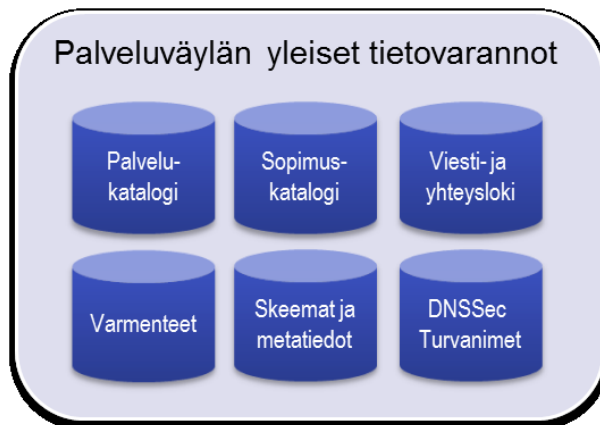 Palveluväylän yleiset tietovarannot
Palvelu-
katalogi
Sopimus-
katalogi
Viesti- ja
yhteysloki
Varmenteet
Skeemat ja
metatiedot
DNSSec
Turvanimet